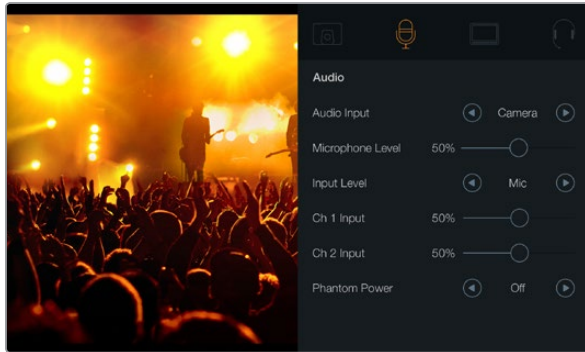 Audio
Audio Input Camera
Microphone Level 50%
Input Level Mic
Ch 1 Input 50%
Ch 2 Input 50%
Phantom Power Off